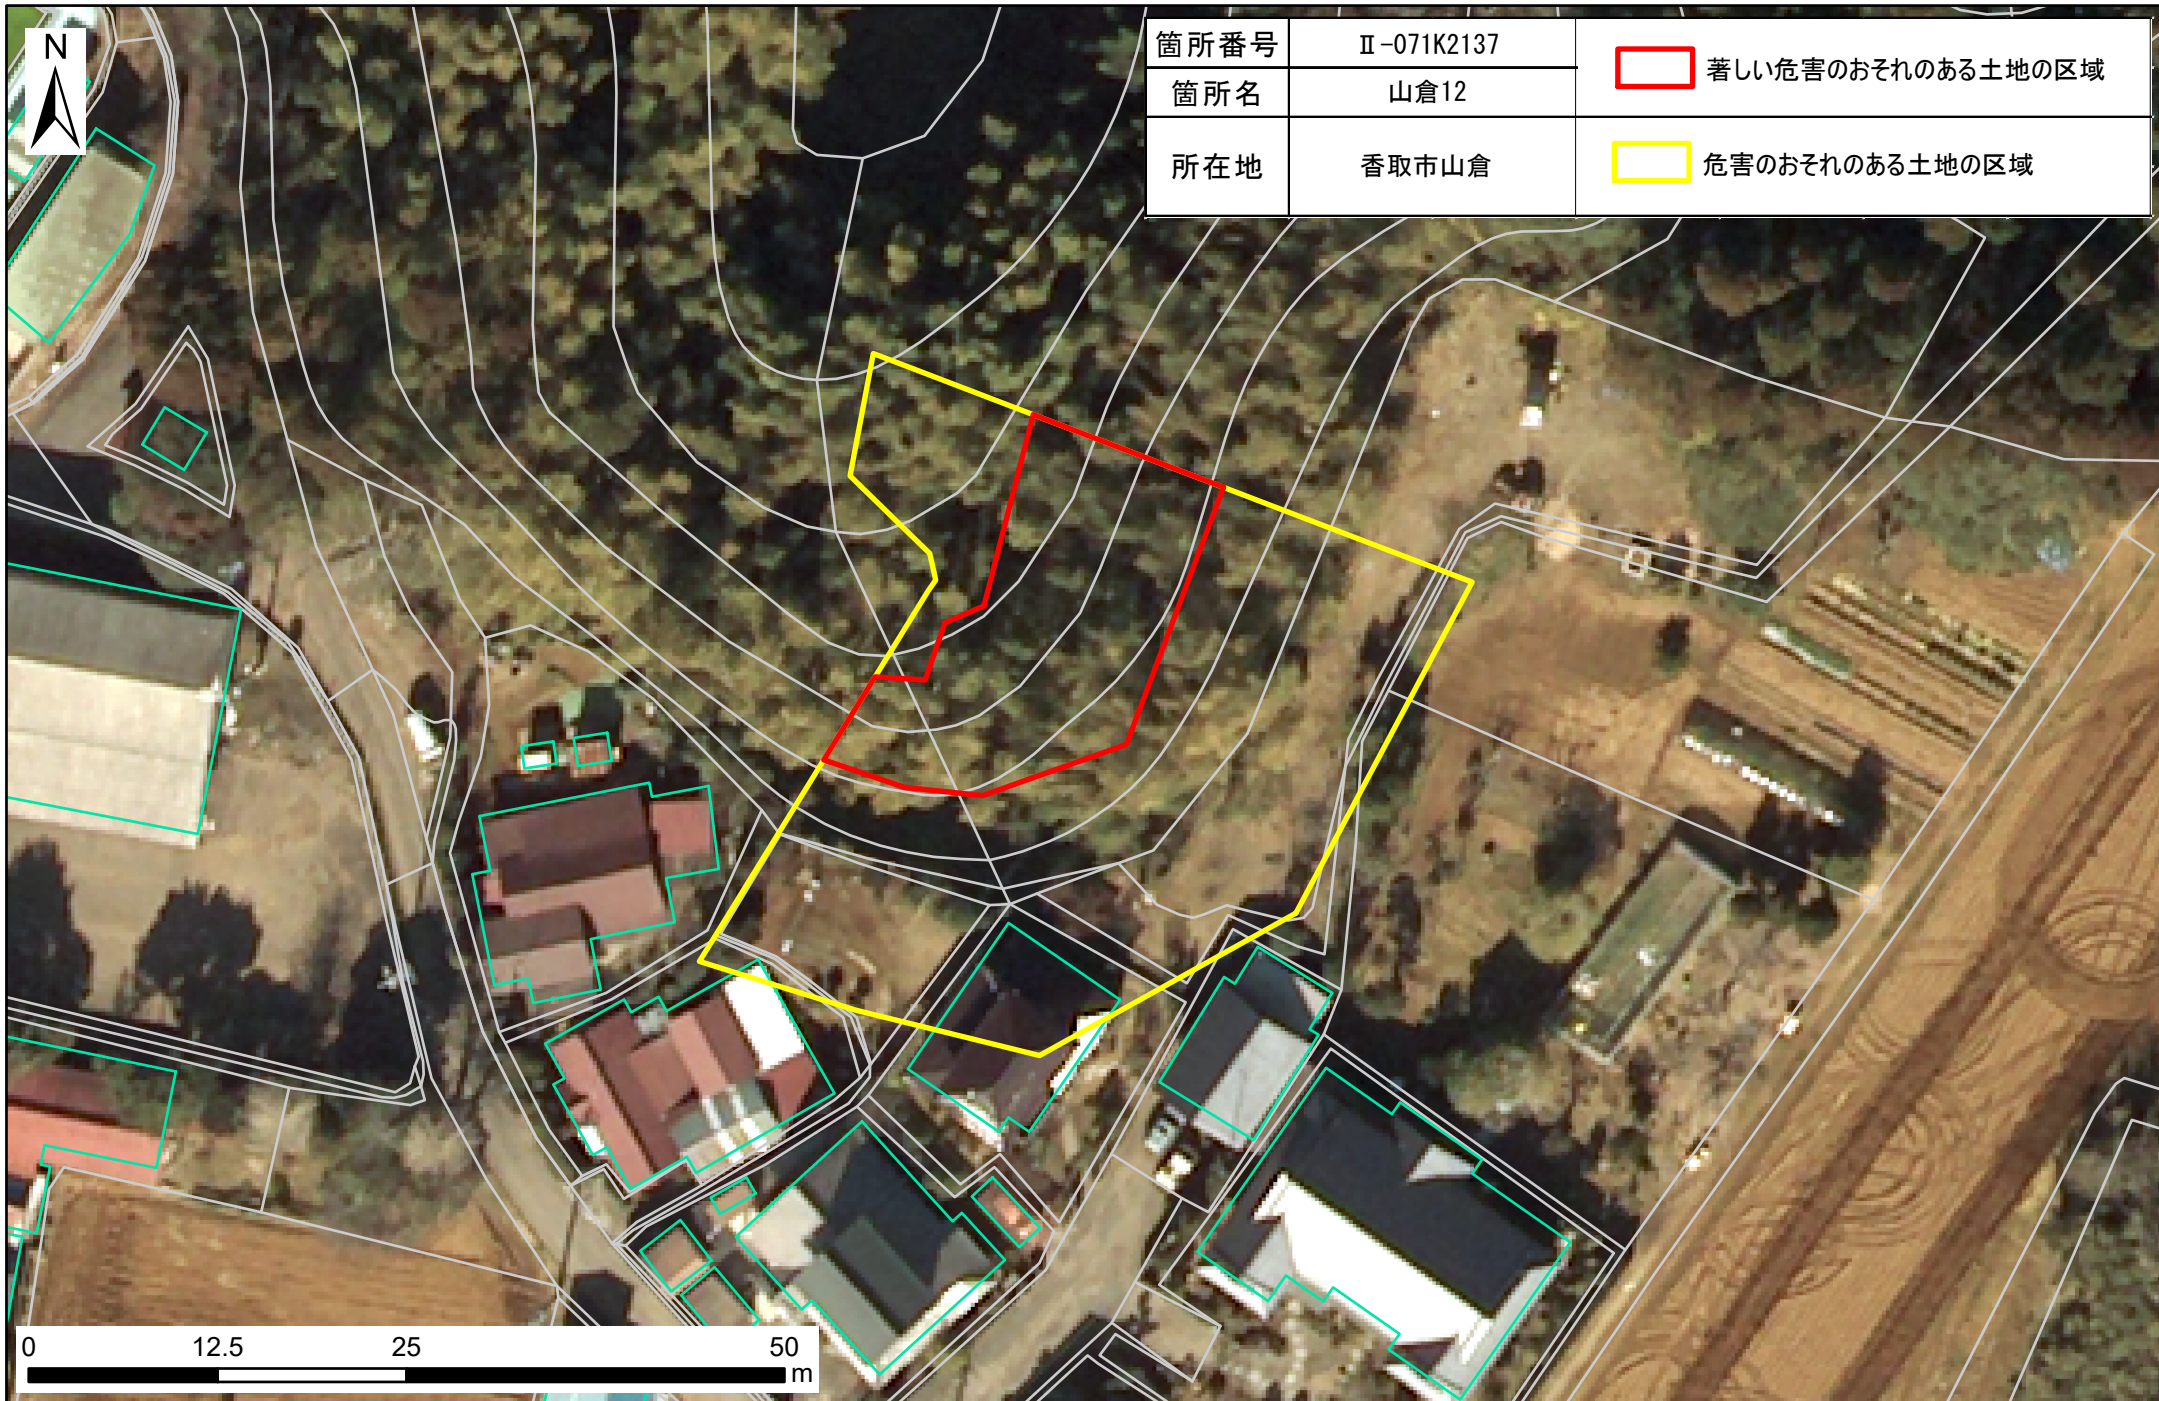 N
箇所番号 Ⅱ-071K2137
箇所名 山倉12
所在地 香取市山倉
著しい危害のおそれのある土地の区域
危害のおそれのある土地の区域
0 12.5 25 50
m